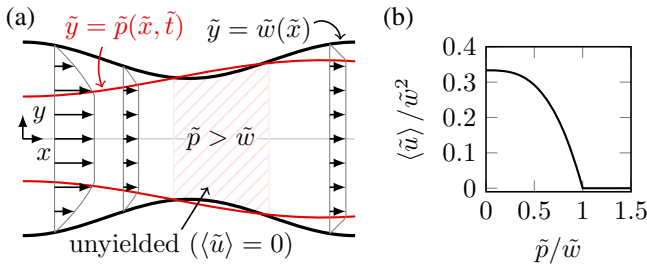 (a)
ỹ = p̃(x̃, t̃)
ỹ = w̃(x̃)
y
x
p̃ > w̃
unyielded (⟨ũ⟩ = 0)
(b)
⟨ũ⟩ / w̃²
0.4
0.3
0.2
0.1
0
0 0.5 1 1.5
p̃/w̃